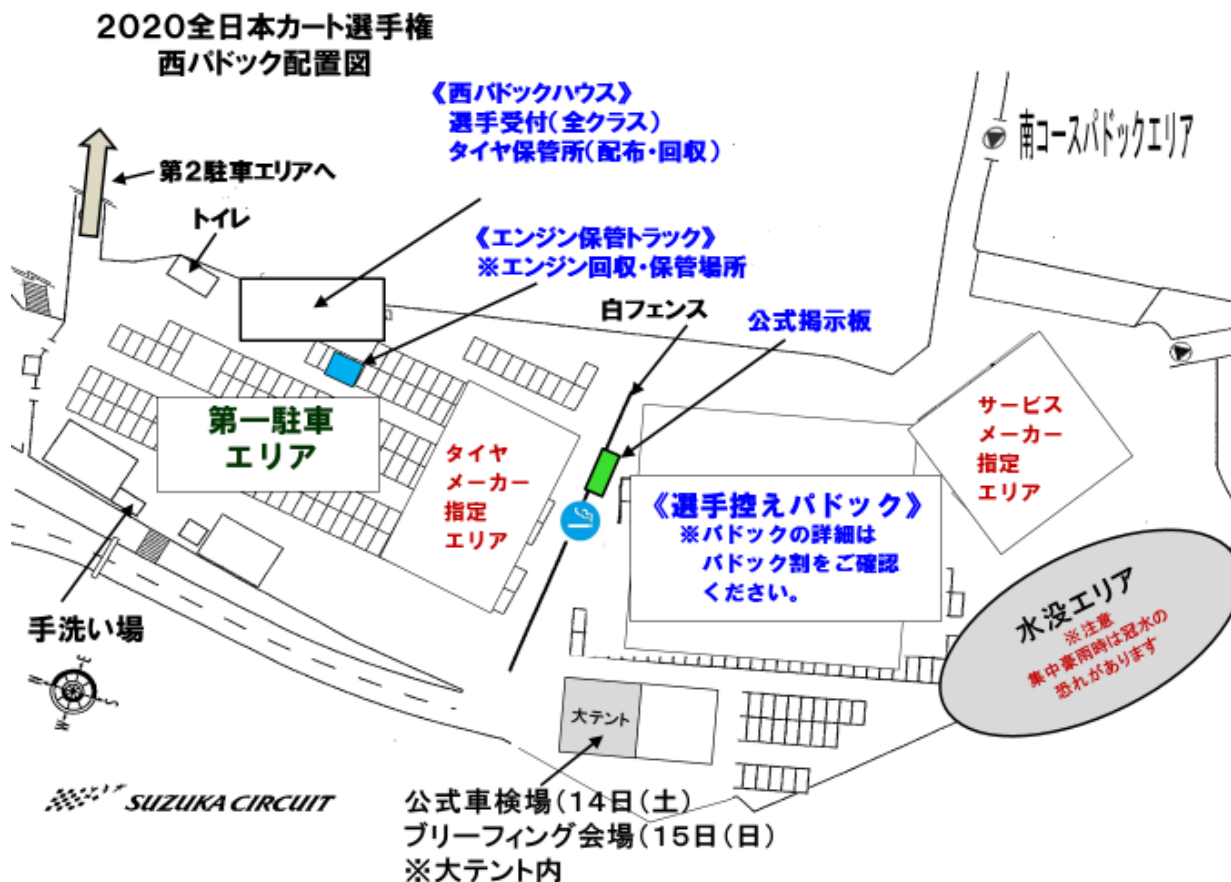 2020全日本カート選手権
西パドック配置図
《西パドックハウス》
選手受付(全クラス)
タイヤ保管所(配布・回収)
南コースパドックエリア
第2駐車エリアへ
トイレ
《エンジン保管トラック》
※エンジン回収・保管場所
白フェンス
公式掲示板
第一駐車
エリア
タイヤ
メーカー
指定
エリア
サービス
メーカー
指定
エリア
《選手控えパドック》
※パドックの詳細は
パドック割をご確認
ください。
水没エリア
※注意
集中豪雨時は冠水の
恐れがあります
手洗い場
大テント
SUZUKA CIRCUIT
公式車検場(14日(土)
ブリーフィング会場(15日(日)
※大テント内